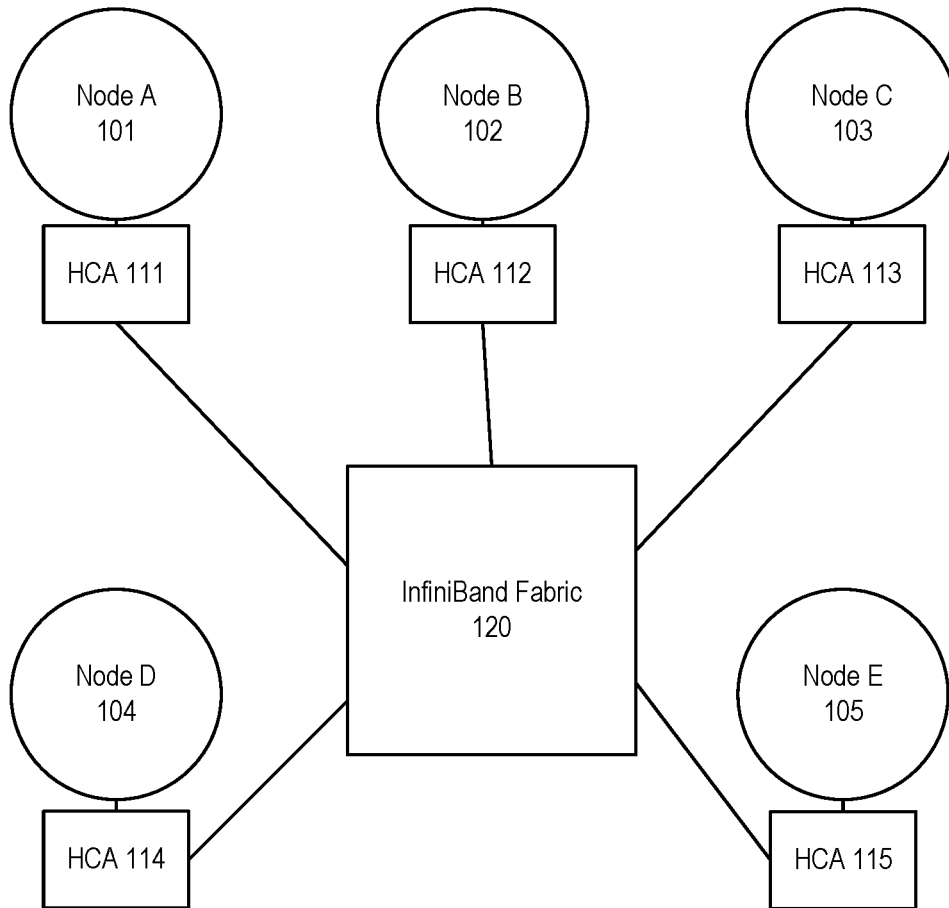 Node A
101
Node B
102
Node C
103
HCA 111
HCA 112
HCA 113
InfiniBand Fabric
120
Node D
104
Node E
105
HCA 114
HCA 115